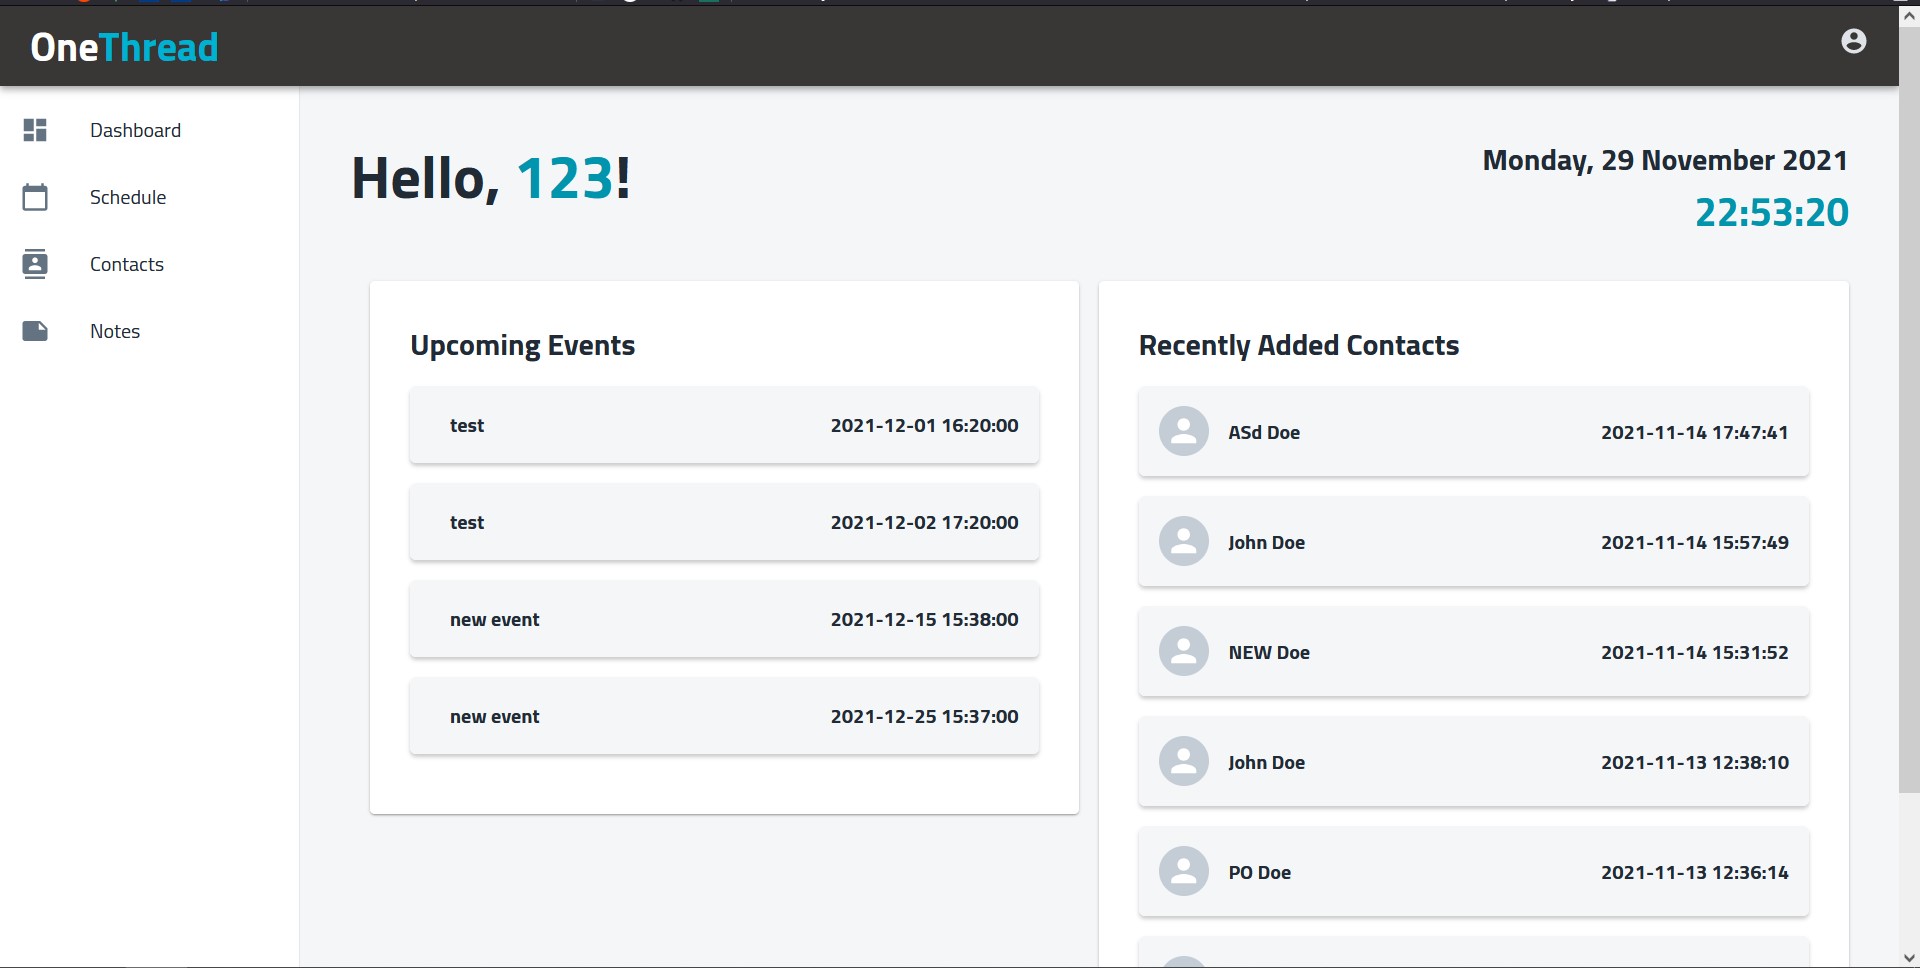 OneThread
Dashboard
Schedule
Contacts
Notes
Hello, 123!
Monday, 29 November 2021
22:53:20
Upcoming Events
test 2021-12-01 16:20:00
test 2021-12-02 17:20:00
new event 2021-12-15 15:38:00
new event 2021-12-25 15:37:00
Recently Added Contacts
ASd Doe 2021-11-14 17:47:41
John Doe 2021-11-14 15:57:49
NEW Doe 2021-11-14 15:31:52
John Doe 2021-11-13 12:38:10
PO Doe 2021-11-13 12:36:14